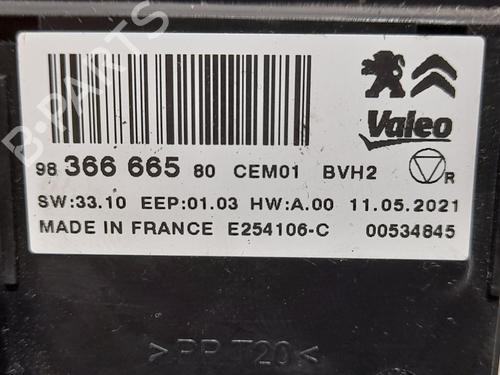 B-PARTS
Valeo
98 366 665 80 CEM01 BVH2 R
SW:33.10 EEP:01.03 HW:A.00 11.05.2021
MADE IN FRANCE E254106-C 00534845
>PP T20<